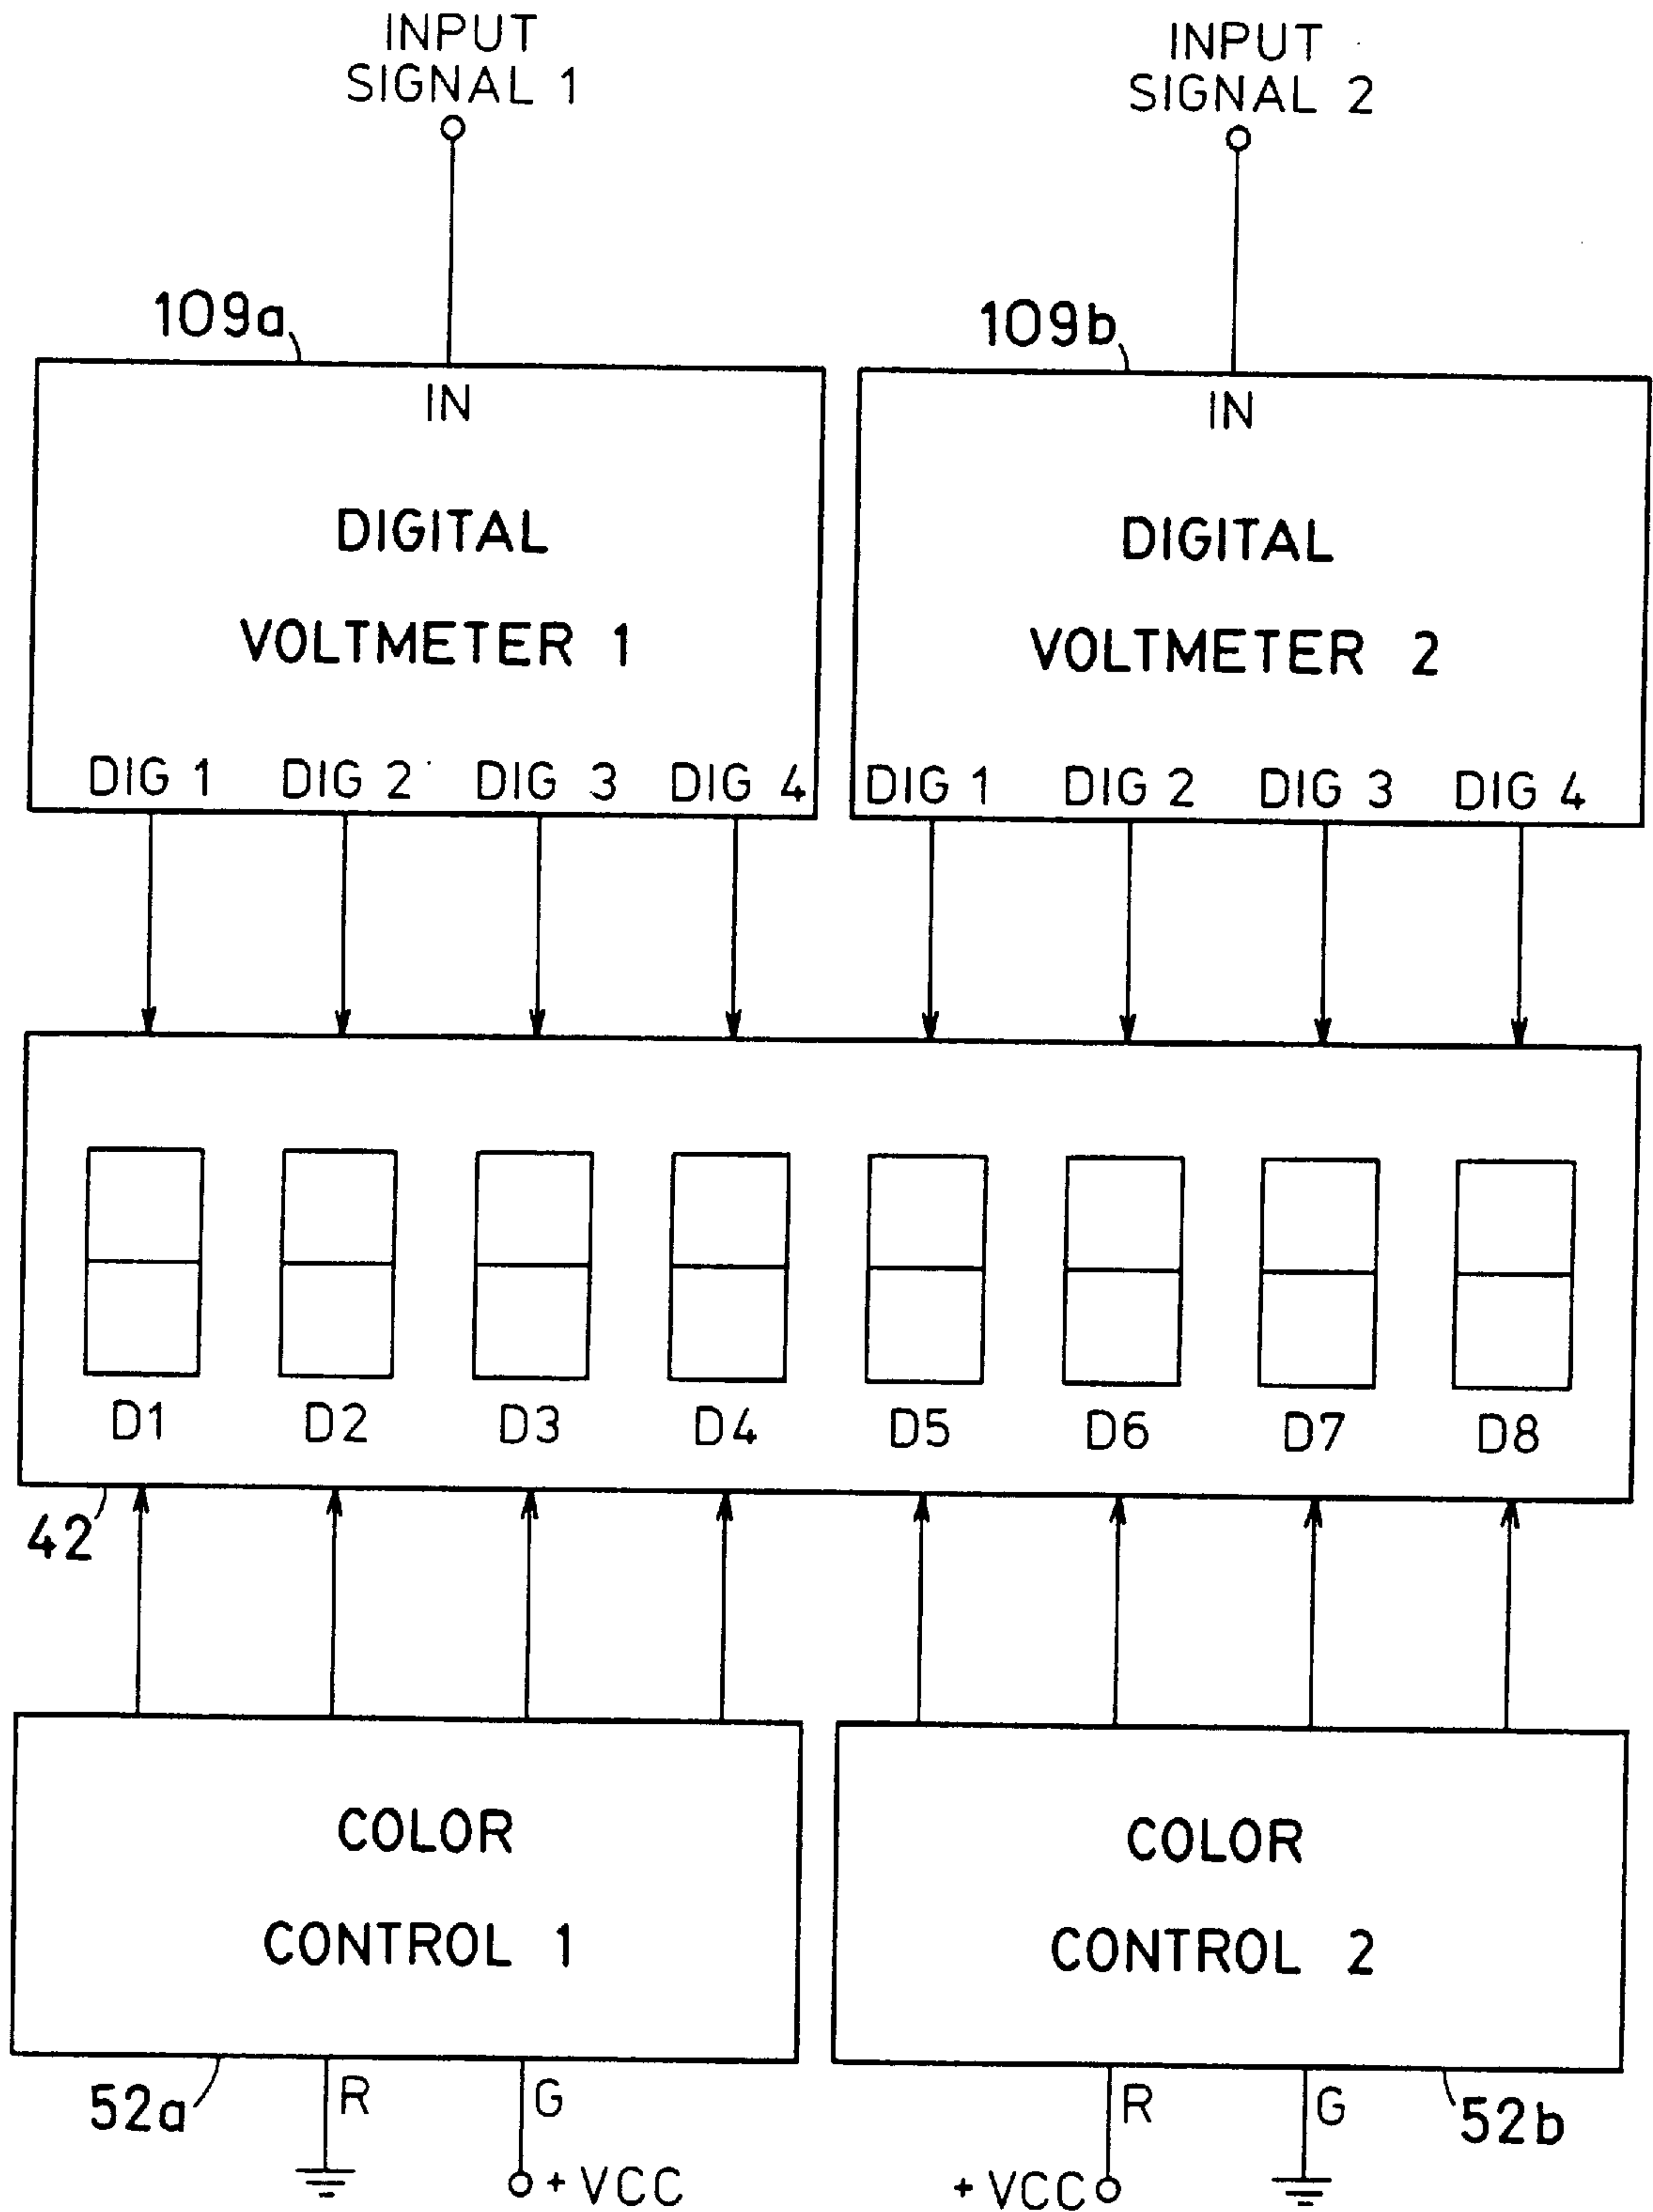 INPUT
SIGNAL 1
INPUT
SIGNAL 2
109a
109b
IN
IN
DIGITAL
VOLTMETER 1
DIGITAL
VOLTMETER 2
DIG 1 DIG 2 DIG 3 DIG 4
DIG 1 DIG 2 DIG 3 DIG 4
D1 D2 D3 D4 D5 D6 D7 D8
42
COLOR
CONTROL 1
COLOR
CONTROL 2
52a
R
G
R
G
52b
+ VCC
+ VCC